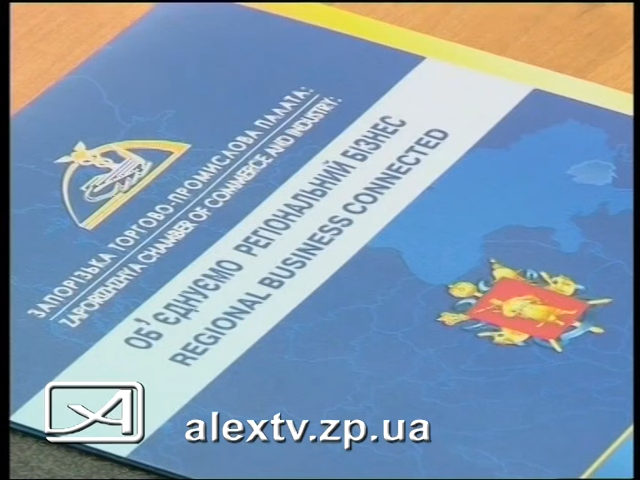 ЗАПОРІЗЬКА ТОРГОВО-ПРОМИСЛОВА ПАЛАТА:
ZAPORIZHZHYA CHAMBER OF COMMERCE AND INDUSTRY:
ОБ'ЄДНУЄМО РЕГІОНАЛЬНИЙ БІЗНЕС
REGIONAL BUSINESS CONNECTED
alextv.zp.ua